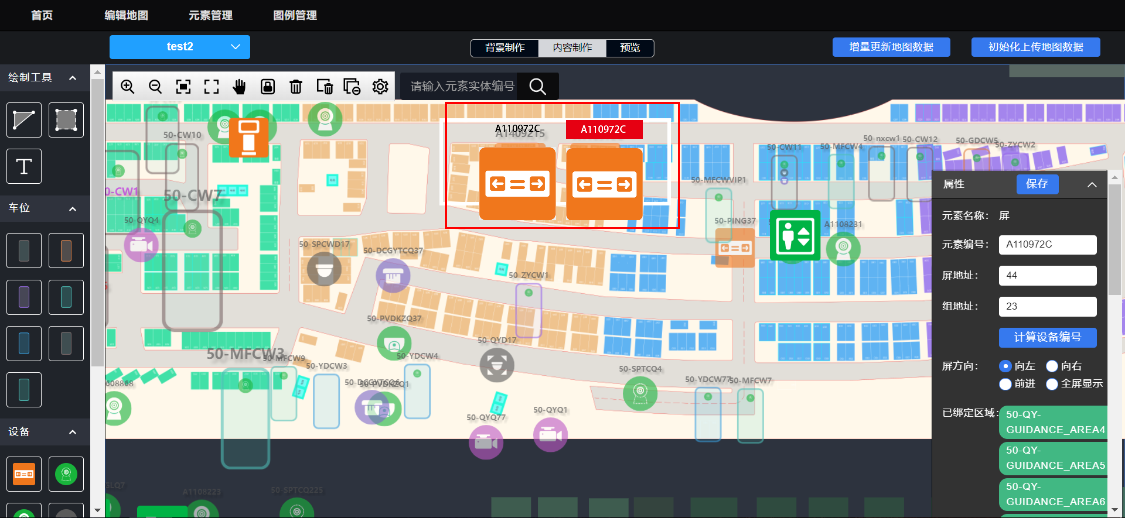 首页
编辑地图
元素管理
图例管理
test2
背景制作
内容制作
预览
增量更新地图数据
初始化上传地图数据
绘制工具
请输入元素实体编号
T
车位
设备
50-CW10
50-CW1
50-CW7
50-QYQ4
A110972C
A110972C
50-CW11
50-MFCW4
50-nxcw1
50-CW12
50-GDCW5
50-ZYCW2
50-MFCWVIP1
50-PING37
A1108231
50-SPCWD17
50-DCGYTCQ37
50-ZYCW1
50-PVDKZQ37
50-QYD17
50-MFCW3
50-MFCW9
50-YDCW3
50-YDCW4
50-SPTCQ4
50-YDCW77
50-MFCW7
50-QYQ77
50-QYQ1
50-SPTCQ225
属性
保存
元素名称：
屏
元素编号：
A110972C
屏地址：
44
组地址：
23
计算设备编号
屏方向：
向左
向右
前进
全屏显示
已绑定区域：
50-QY-
GUIDANCE_AREA4
50-QY-
GUIDANCE_AREA5
50-QY-
GUIDANCE_AREA6